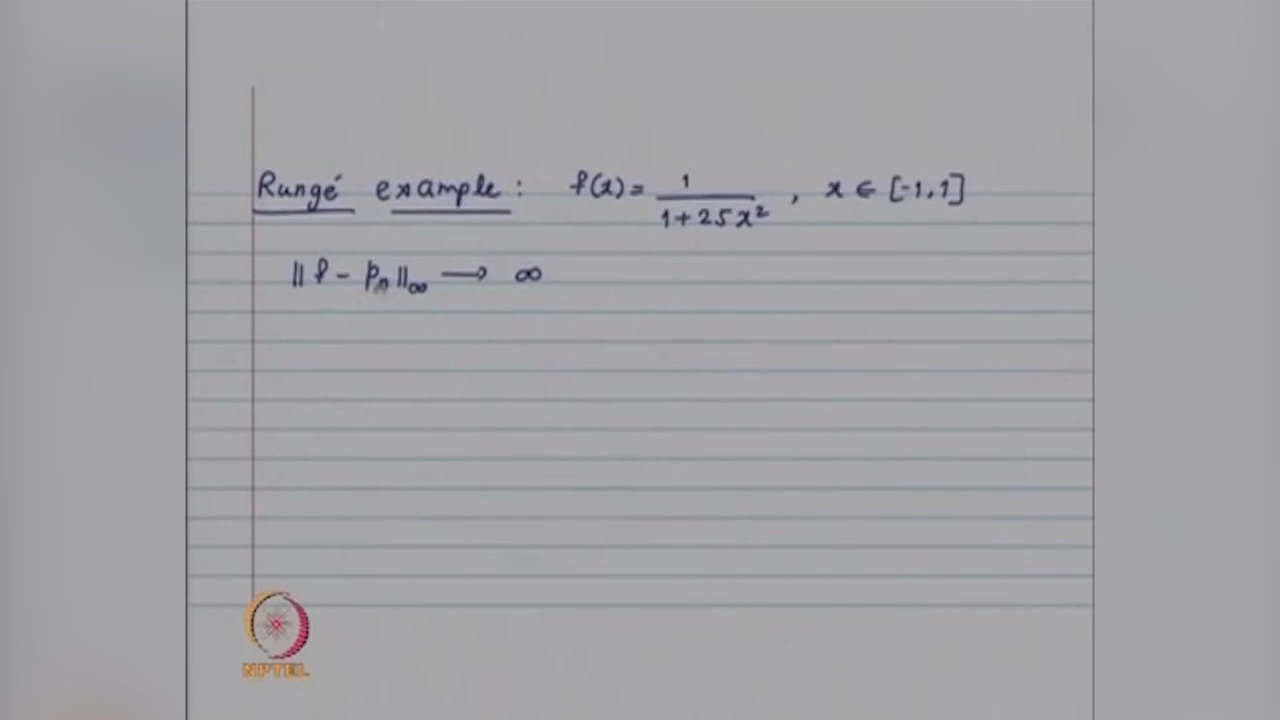 Rungé example : f(x) = 1 / (1 + 25x²) , x ∈ [-1, 1]
‖ f - pₙ ‖∞ → ∞
NPTEL